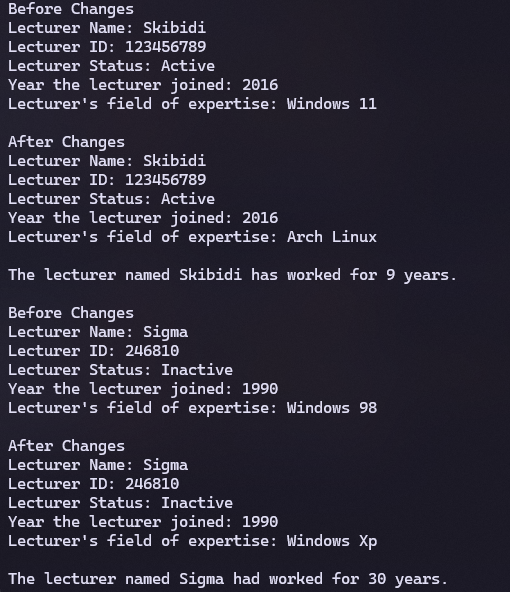 Before Changes
Lecturer Name: Skibidi
Lecturer ID: 123456789
Lecturer Status: Active
Year the lecturer joined: 2016
Lecturer's field of expertise: Windows 11
After Changes
Lecturer Name: Skibidi
Lecturer ID: 123456789
Lecturer Status: Active
Year the lecturer joined: 2016
Lecturer's field of expertise: Arch Linux
The lecturer named Skibidi has worked for 9 years.
Before Changes
Lecturer Name: Sigma
Lecturer ID: 246810
Lecturer Status: Inactive
Year the lecturer joined: 1990
Lecturer's field of expertise: Windows 98
After Changes
Lecturer Name: Sigma
Lecturer ID: 246810
Lecturer Status: Inactive
Year the lecturer joined: 1990
Lecturer's field of expertise: Windows Xp
The lecturer named Sigma had worked for 30 years.